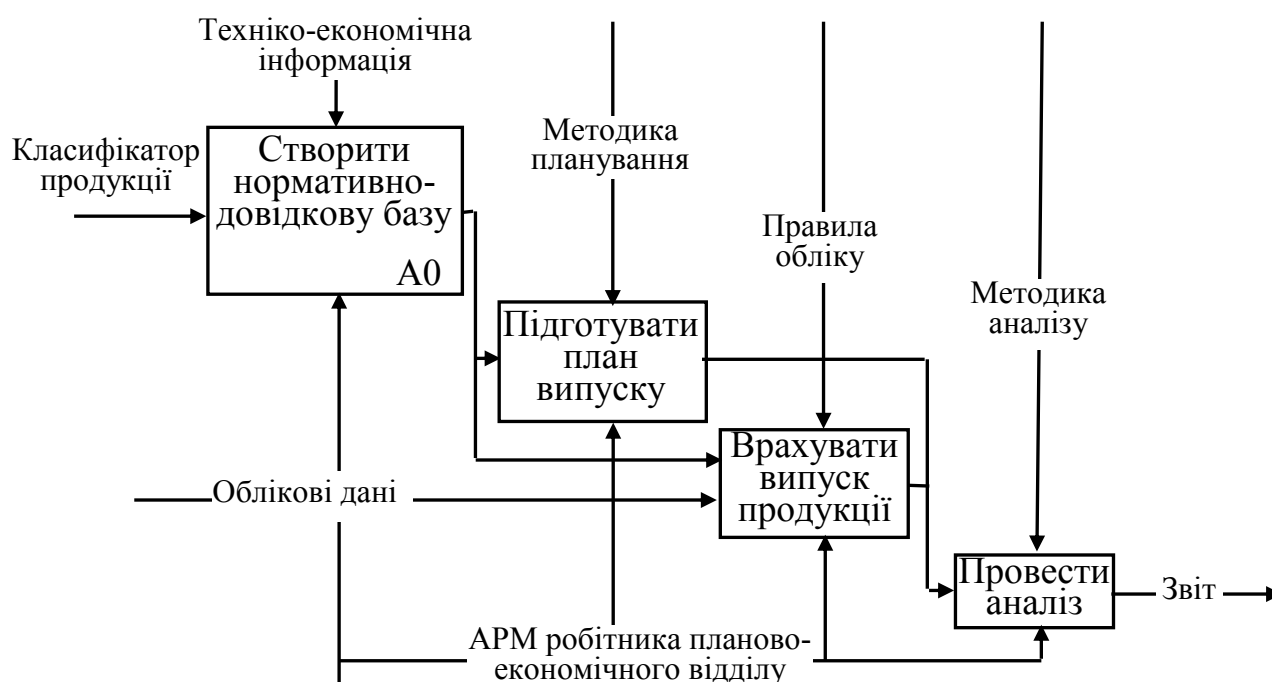 Техніко-економічна
інформація
Класифікатор
продукції
Створити
нормативно-
довідкову базу
А0
Методика
планування
Правила
обліку
Методика
аналізу
Підготувати
план
випуску
Врахувати
випуск
продукції
Облікові дані
Провести
аналіз
Звіт
АРМ робітника планово-
економічного відділу